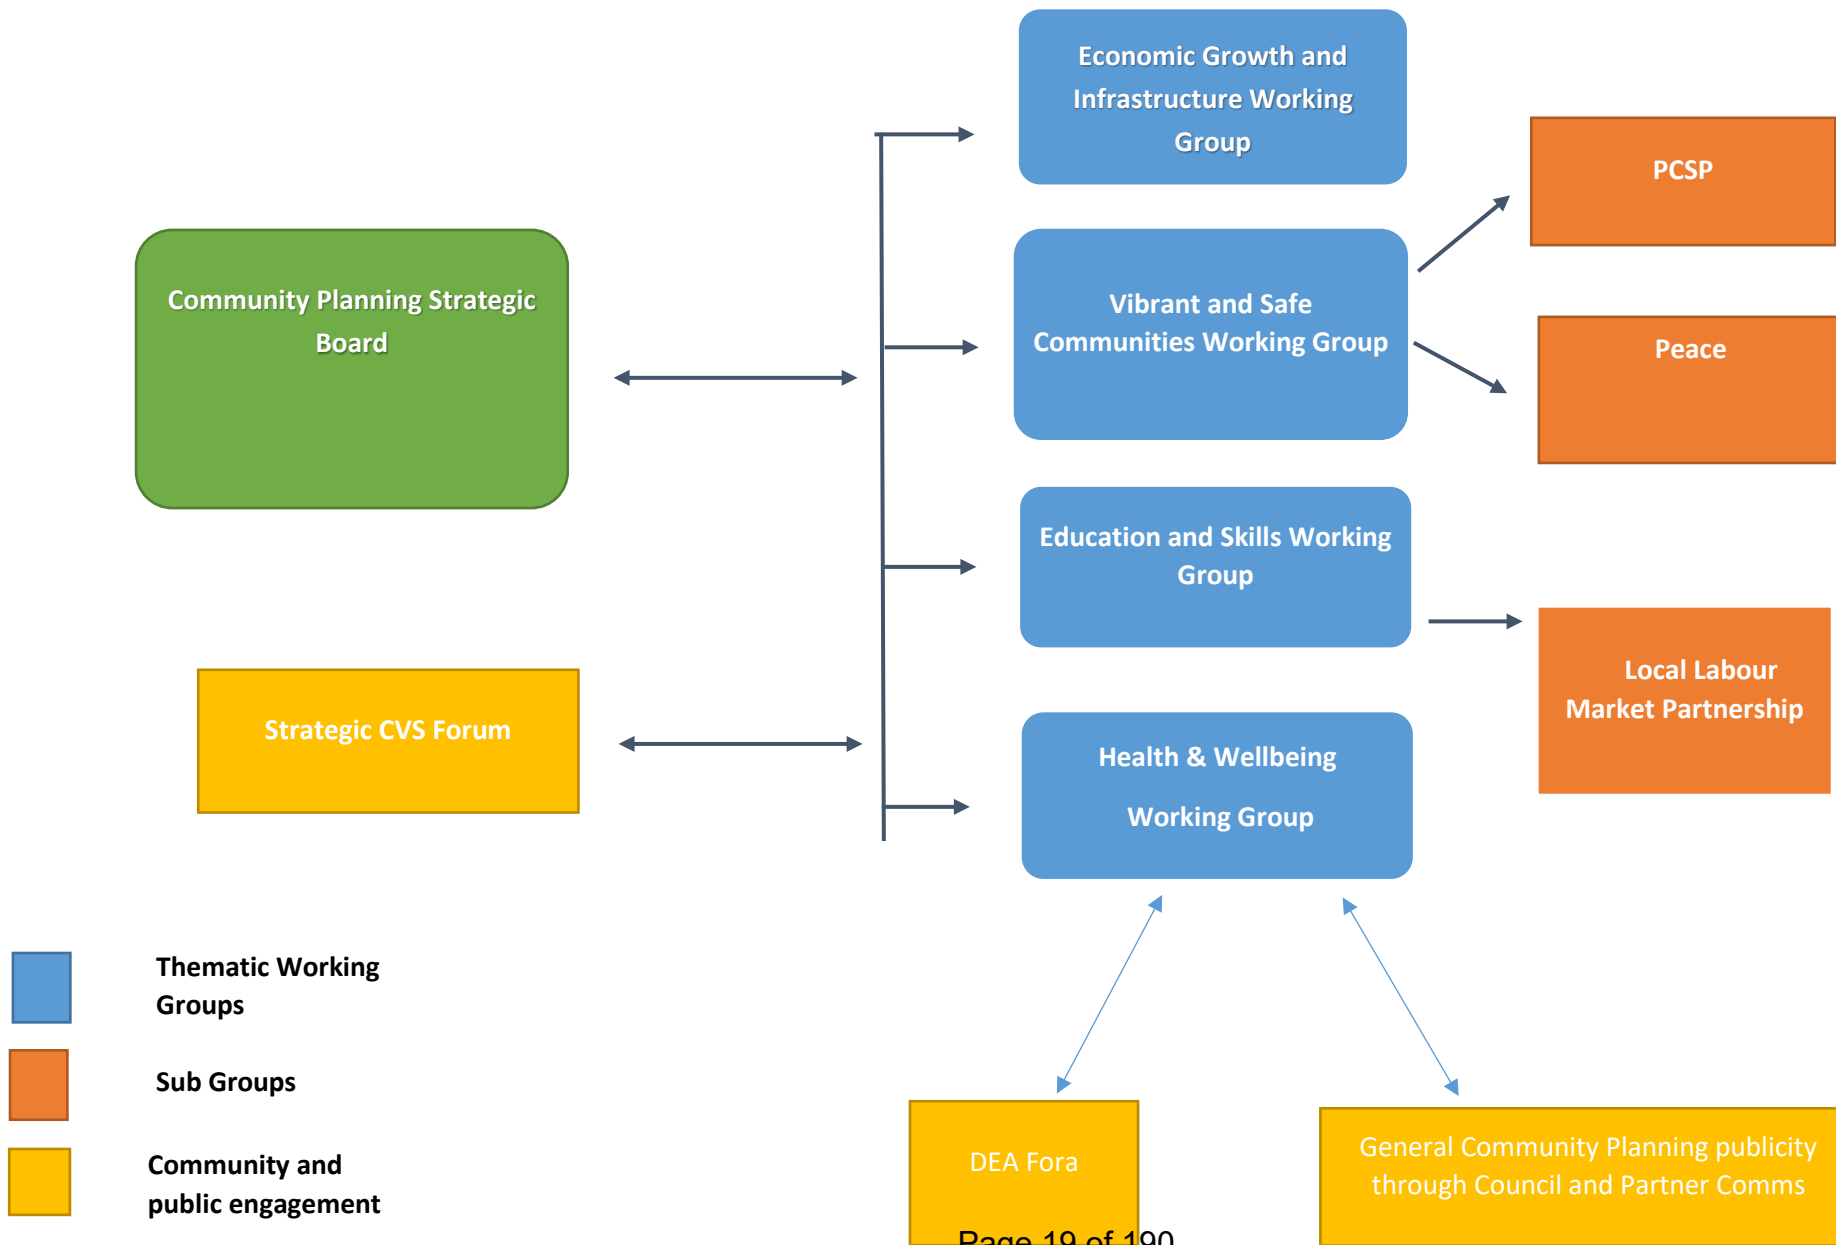 Economic Growth and
Infrastructure Working
Group
PCSP
Community Planning Strategic
Board
Vibrant and Safe
Communities Working Group
Peace
Education and Skills Working
Group
Local Labour
Market Partnership
Strategic CVS Forum
Health & Wellbeing
Working Group
Thematic Working
Groups
Sub Groups
Community and
public engagement
DEA Fora
General Community Planning publicity
through Council and Partner Comms
Page 19 of 190